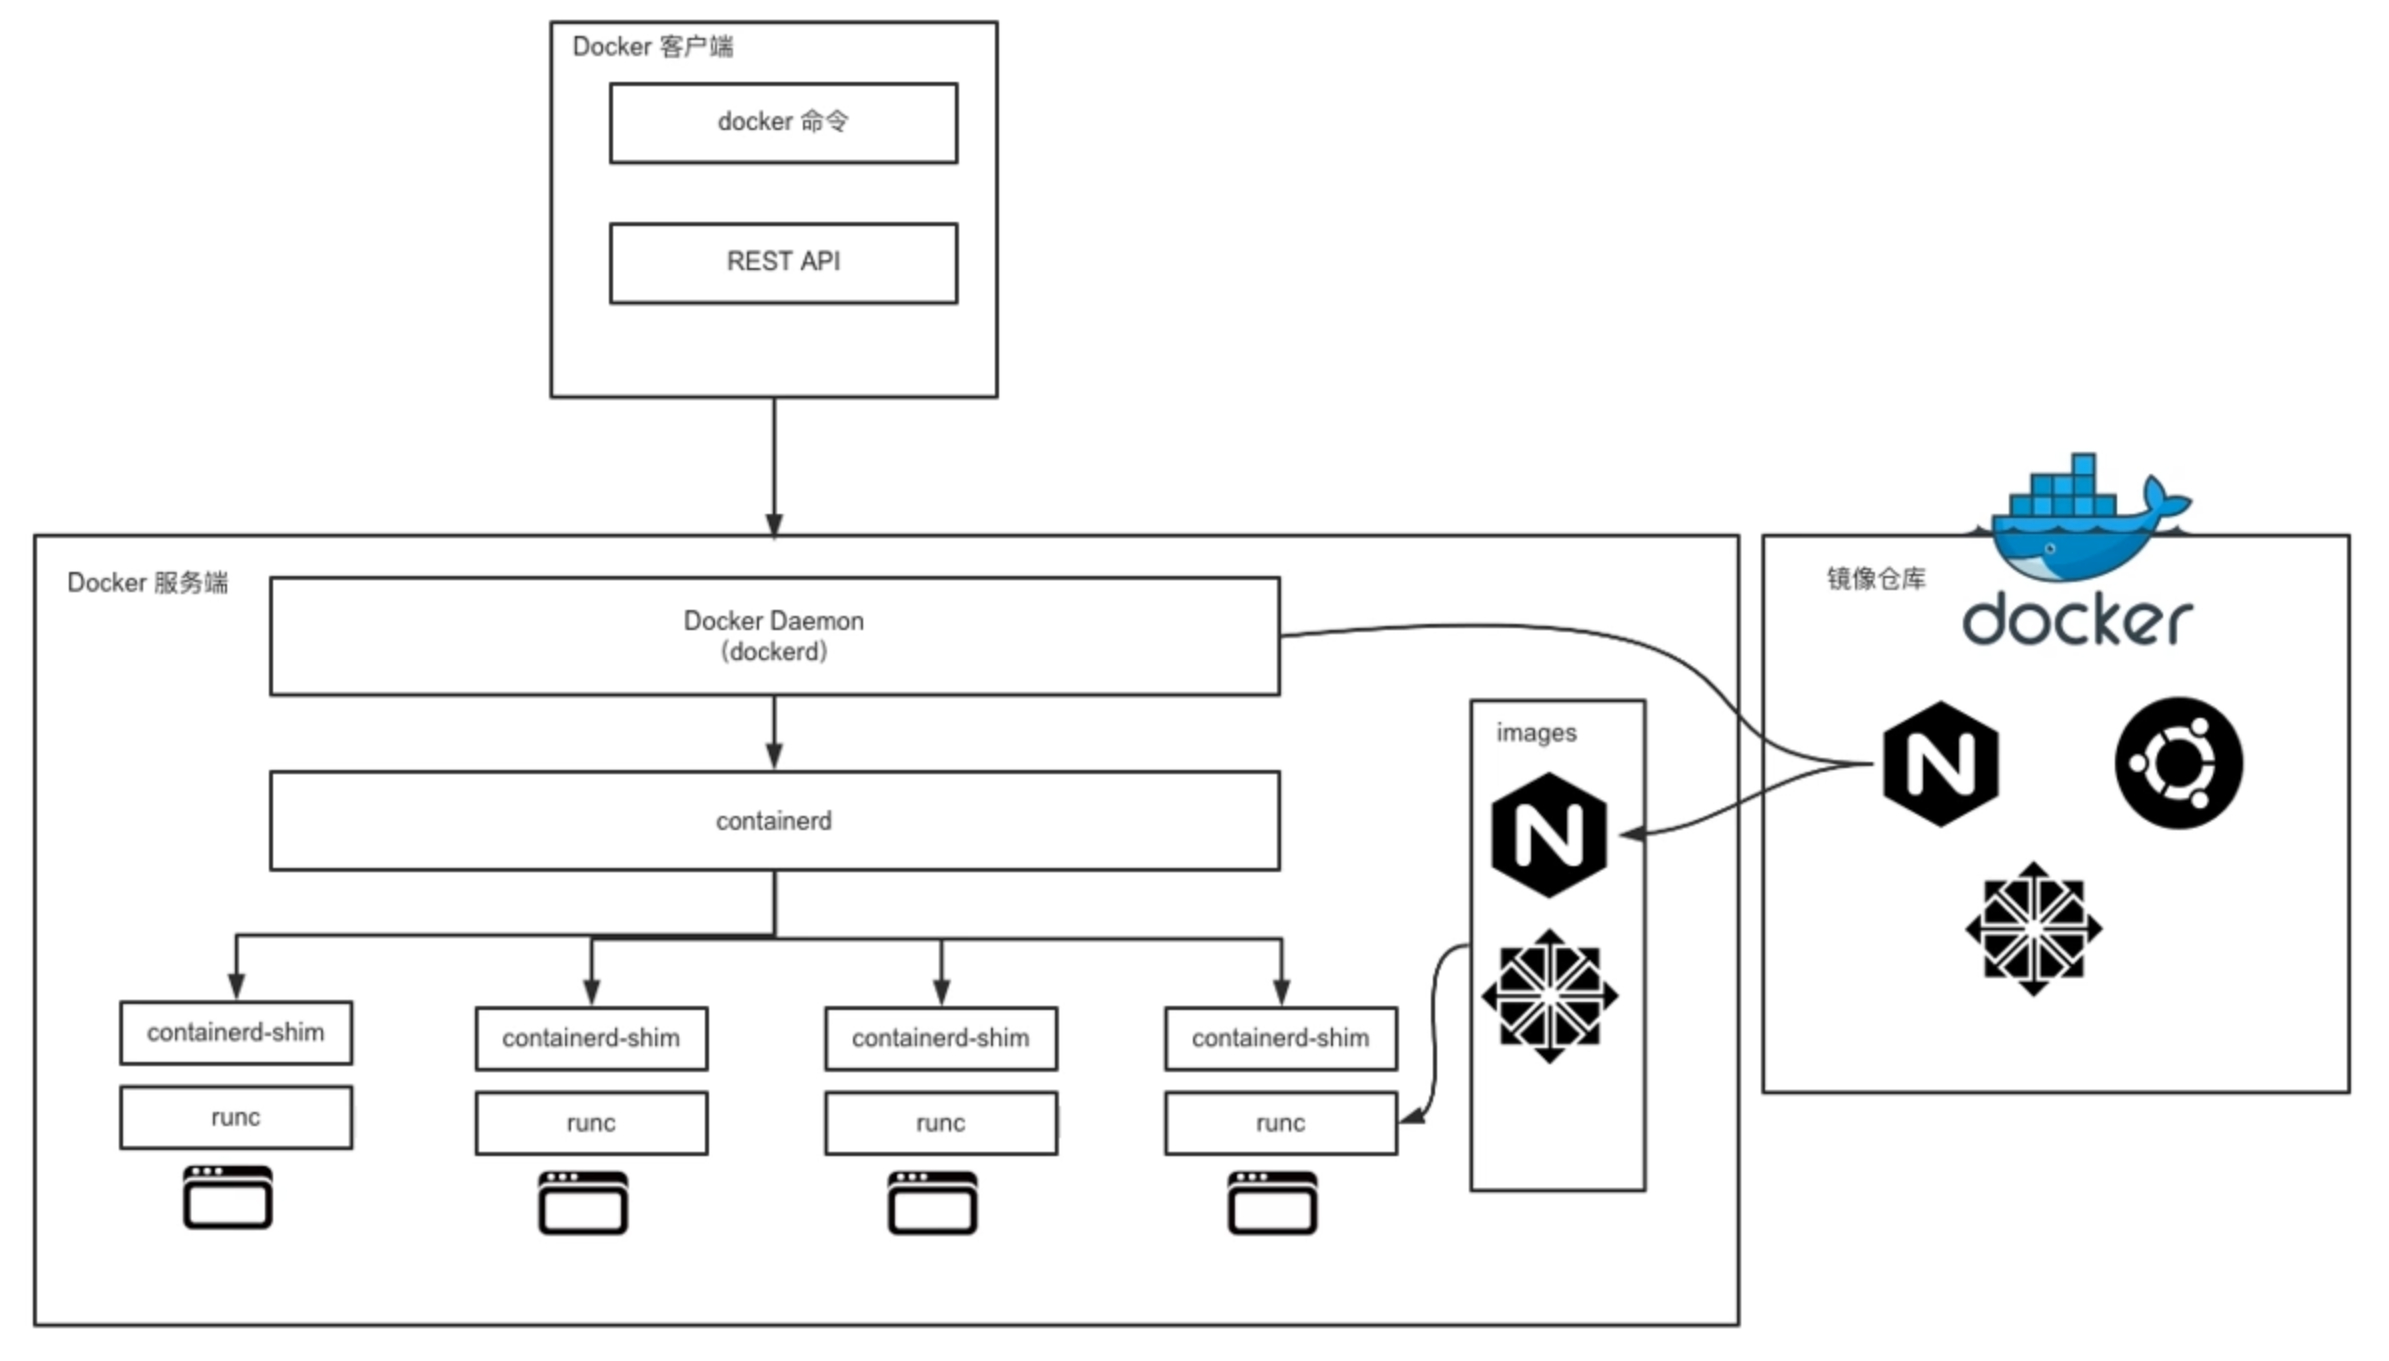 Docker 客户端
docker 命令
REST API
Docker 服务端
Docker Daemon
(dockerd)
containerd
containerd-shim
containerd-shim
containerd-shim
containerd-shim
runc
runc
runc
runc
images
N
镜像仓库
docker
N